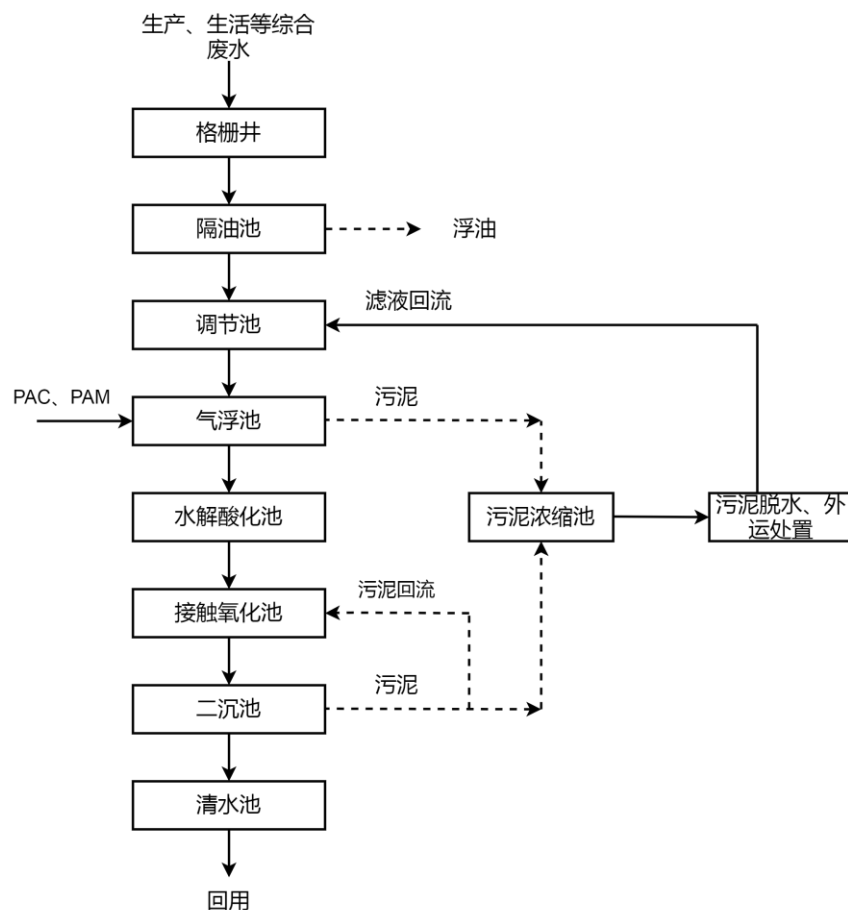 生产、生活等综合
废水
格栅井
隔油池
浮油
滤液回流
调节池
PAC、PAM
污泥
气浮池
水解酸化池
污泥浓缩池
污泥脱水、外
运处置
污泥回流
接触氧化池
污泥
二沉池
清水池
回用